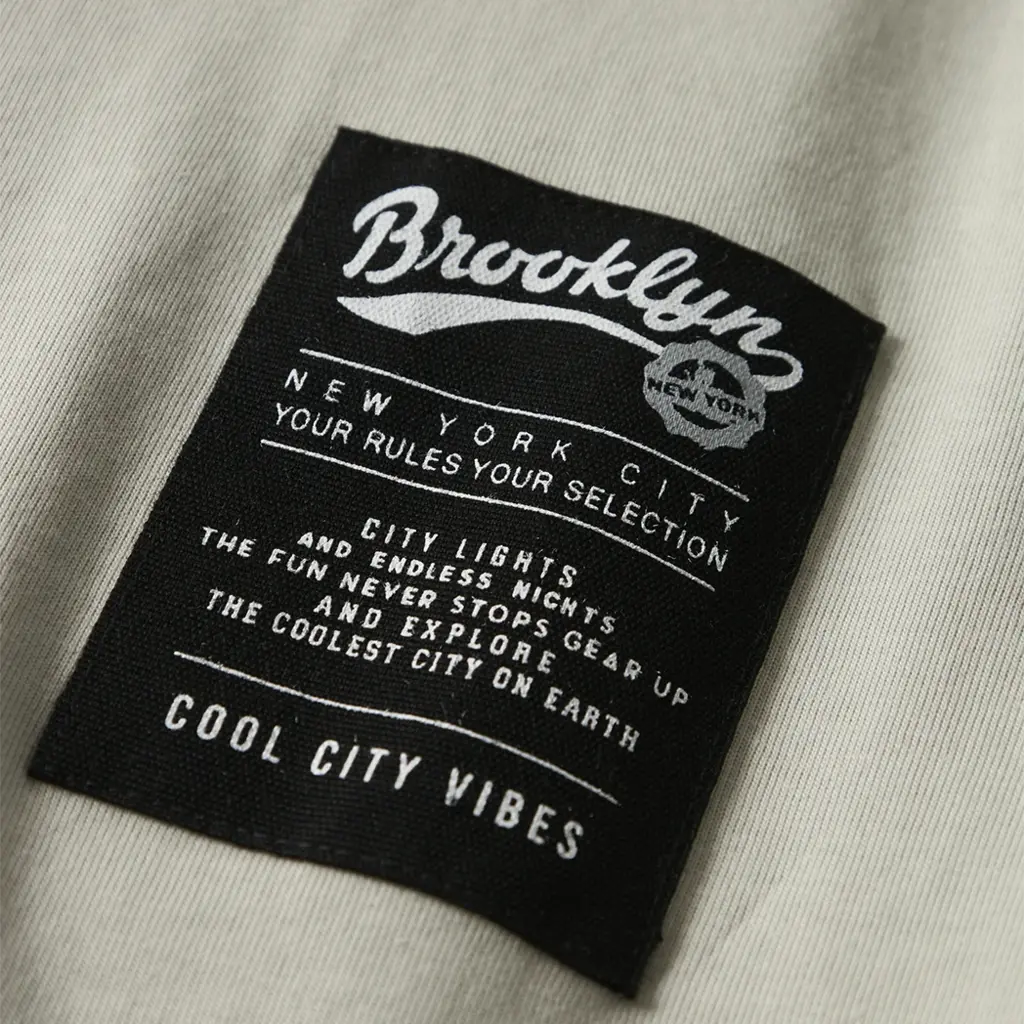 Brooklyn
NEW YORK
NEW YORK CITY
YOUR RULES YOUR SELECTION
CITY LIGHTS
AND ENDLESS NIGHTS
THE FUN NEVER STOPS GEAR UP
AND EXPLORE
THE COOLEST CITY ON EARTH
COOL CITY VIBES